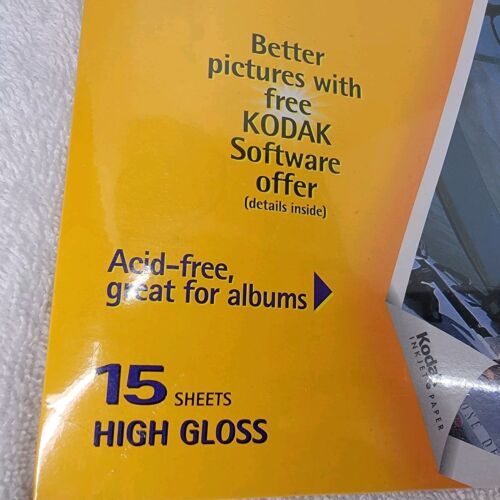 Better
pictures with
free
KODAK
Software
offer
(details inside)
Acid-free,
great for albums
15 SHEETS
HIGH GLOSS
Kodak
INKJET PAPER